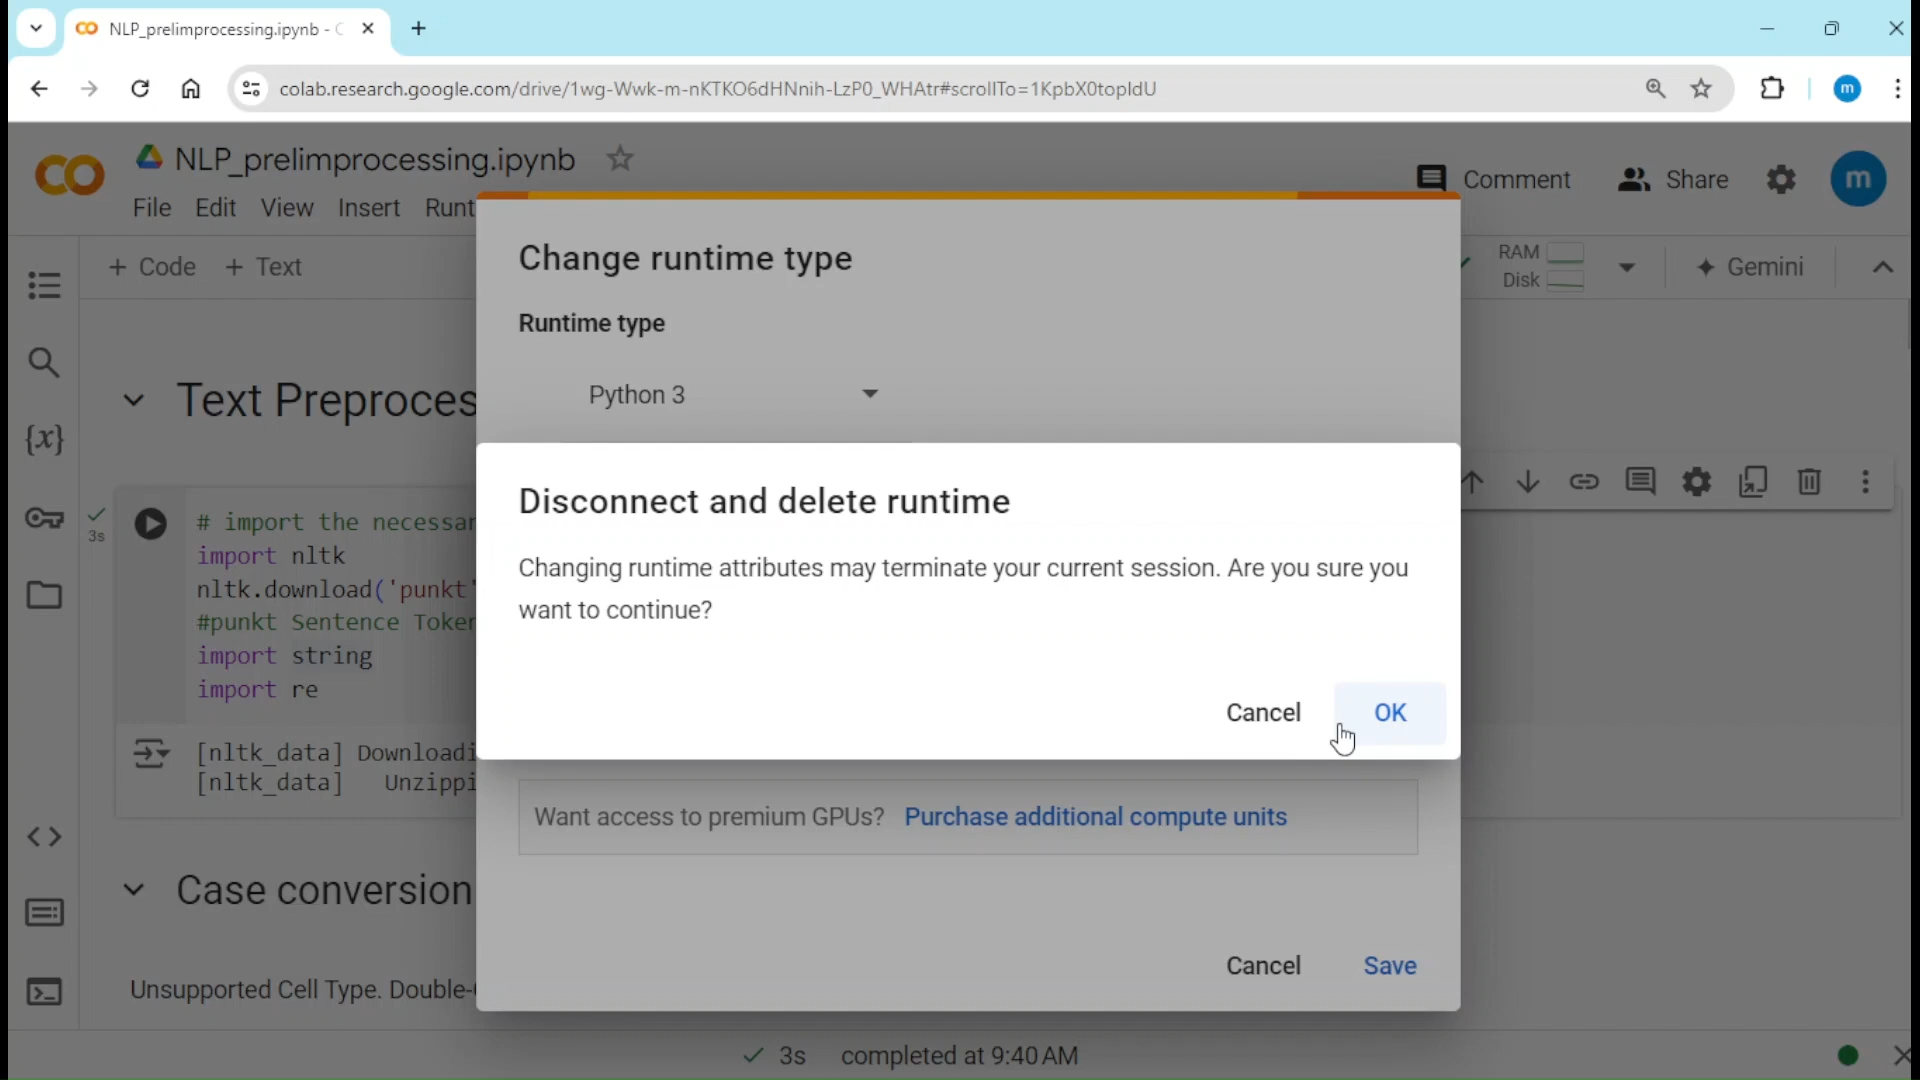 NLP_prelimprocessing.ipynb - C
colab.research.google.com/drive/1wg-Wwk-m-nKTKO6dHNnih-LzP0_WHAtr#scrollTo=1KpbX0topIdU
m
CO
NLP_prelimprocessing.ipynb
File Edit View Insert Runt
Comment
Share
m
+ Code + Text
RAM
Disk
Gemini
Change runtime type
Runtime type
Python 3
Text Preproces
{x}
3s
# import the necessar
import nltk
nltk.download('punkt'
#punkt Sentence Toker
import string
import re
[nltk_data] Downloadi
[nltk_data] Unzippi
Disconnect and delete runtime
Changing runtime attributes may terminate your current session. Are you sure you
want to continue?
Cancel OK
Want access to premium GPUs? Purchase additional compute units
Case conversion
Unsupported Cell Type. Double-
Cancel Save
3s completed at 9:40 AM